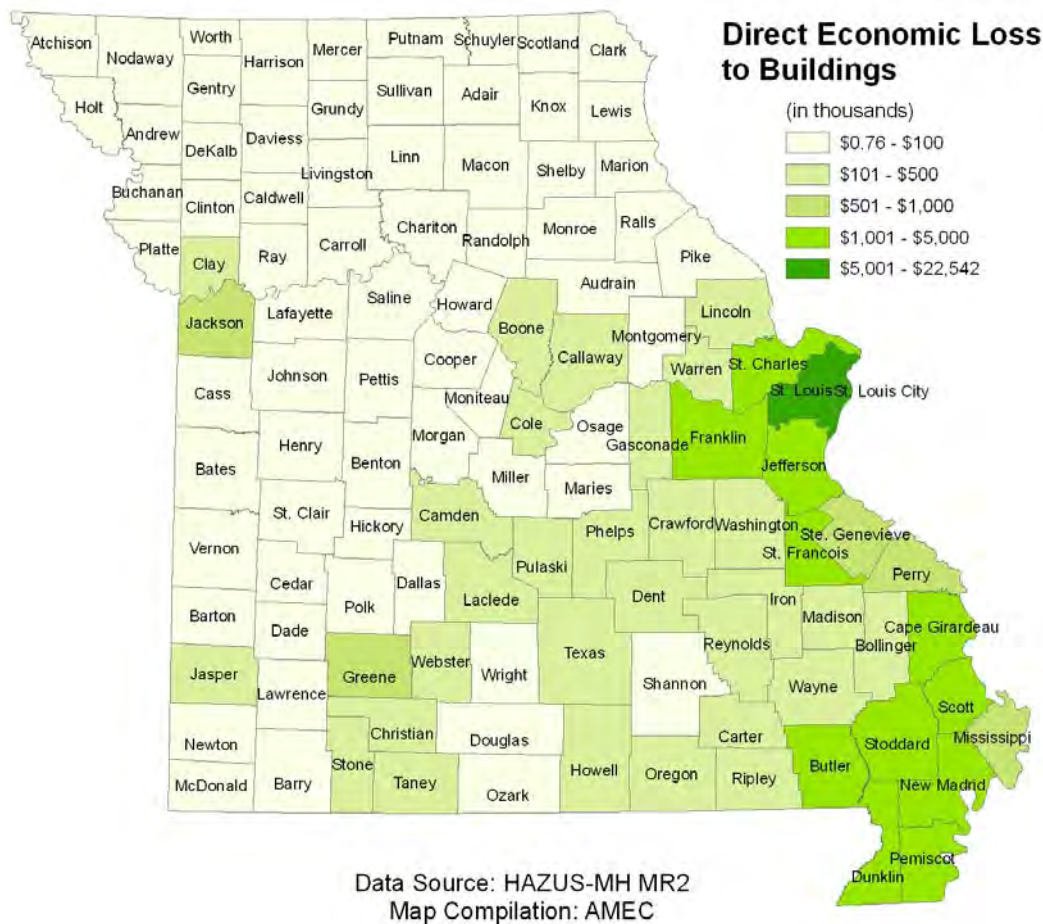 Direct Economic Loss
to Buildings
(in thousands)
$0.76 - $100
$101 - $500
$501 - $1,000
$1,001 - $5,000
$5,001 - $22,542
Atchison
Nodaway
Worth
Harrison
Mercer
Putnam
Schuyler
Scotland
Clark
Holt
Gentry
Sullivan
Adair
Knox
Lewis
Andrew
DeKalb
Daviess
Grundy
Linn
Macon
Shelby
Marion
Buchanan
Clinton
Caldwell
Livingston
Platte
Clay
Ray
Carroll
Chariton
Randolph
Monroe
Ralls
Pike
Audrain
Jackson
Lafayette
Saline
Howard
Boone
Callaway
Montgomery
Lincoln
Warren
St. Charles
St. Louis
St. Louis City
Cass
Johnson
Pettis
Cooper
Moniteau
Cole
Osage
Gasconade
Franklin
Jefferson
Bates
Henry
Benton
Morgan
Miller
Maries
St. Clair
Hickory
Camden
Phelps
Crawford
Washington
Ste. Genevieve
St. Francois
Perry
Vernon
Cedar
Dallas
Pulaski
Laclede
Dent
Iron
Madison
Bollinger
Cape Girardeau
Barton
Dade
Polk
Webster
Wright
Texas
Reynolds
Shannon
Wayne
Scott
Mississippi
Jasper
Lawrence
Greene
Christian
Douglas
Howell
Carter
Butler
Stoddard
New Madrid
Newton
McDonald
Barry
Stone
Taney
Ozark
Oregon
Ripley
Dunklin
Pemiscot
Data Source: HAZUS-MH MR2
Map Compilation: AMEC